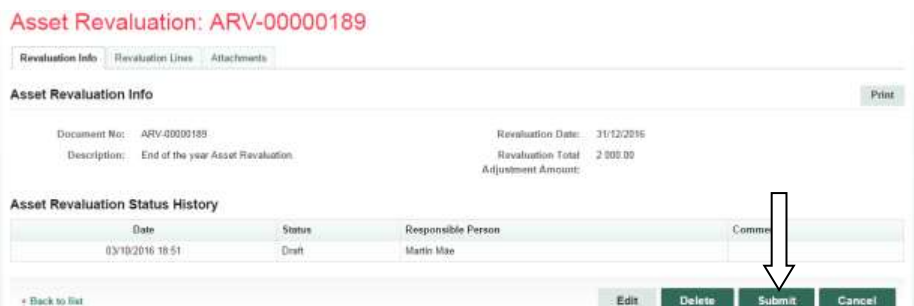 Asset Revaluation: ARV-00000189
Revaluation Info Revaluation Lines Attachments
Asset Revaluation Info Print
Document No: ARV-00000189 Revaluation Date: 31/12/2016
Description: End of the year Asset Revaluation Revaluation Total 2 000.00
Adjustment Amount:
Asset Revaluation Status History
Date Status Responsible Person
03/10/2016 18:51 Draft Martin Mäe
Back to list Edit Delete Submit Cancel